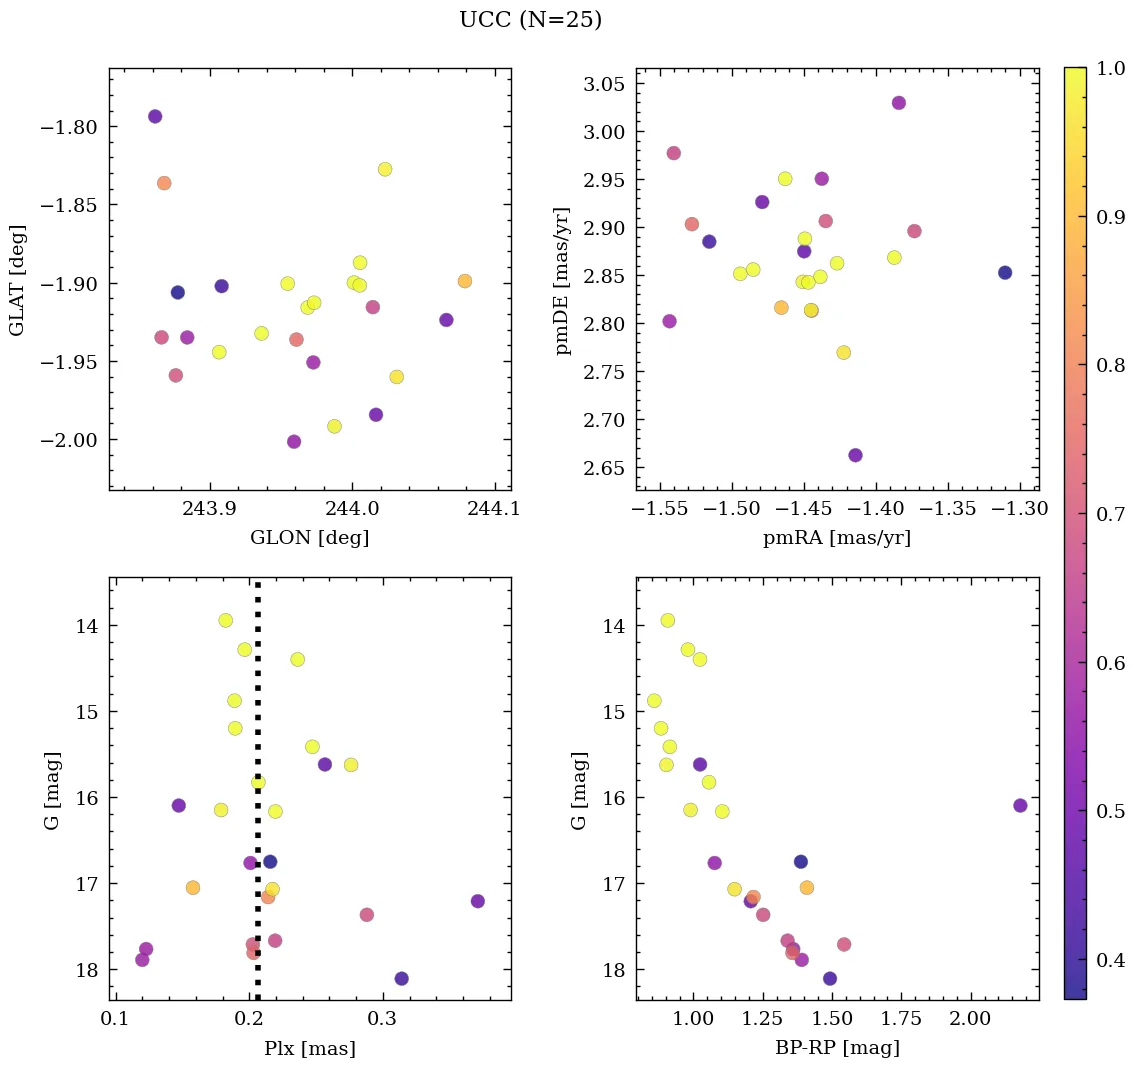 UCC (N=25)
−1.80
−1.85
−1.90
−1.95
−2.00
GLAT [deg]
243.9 244.0 244.1
GLON [deg]
3.05
3.00
2.95
2.90
2.85
2.80
2.75
2.70
2.65
pmDE [mas/yr]
−1.55 −1.50 −1.45 −1.40 −1.35 −1.30
pmRA [mas/yr]
14
15
16
17
18
G [mag]
0.1 0.2 0.3
Plx [mas]
14
15
16
17
18
G [mag]
1.00 1.25 1.50 1.75 2.00
BP-RP [mag]
1.0
0.9
0.8
0.7
0.6
0.5
0.4